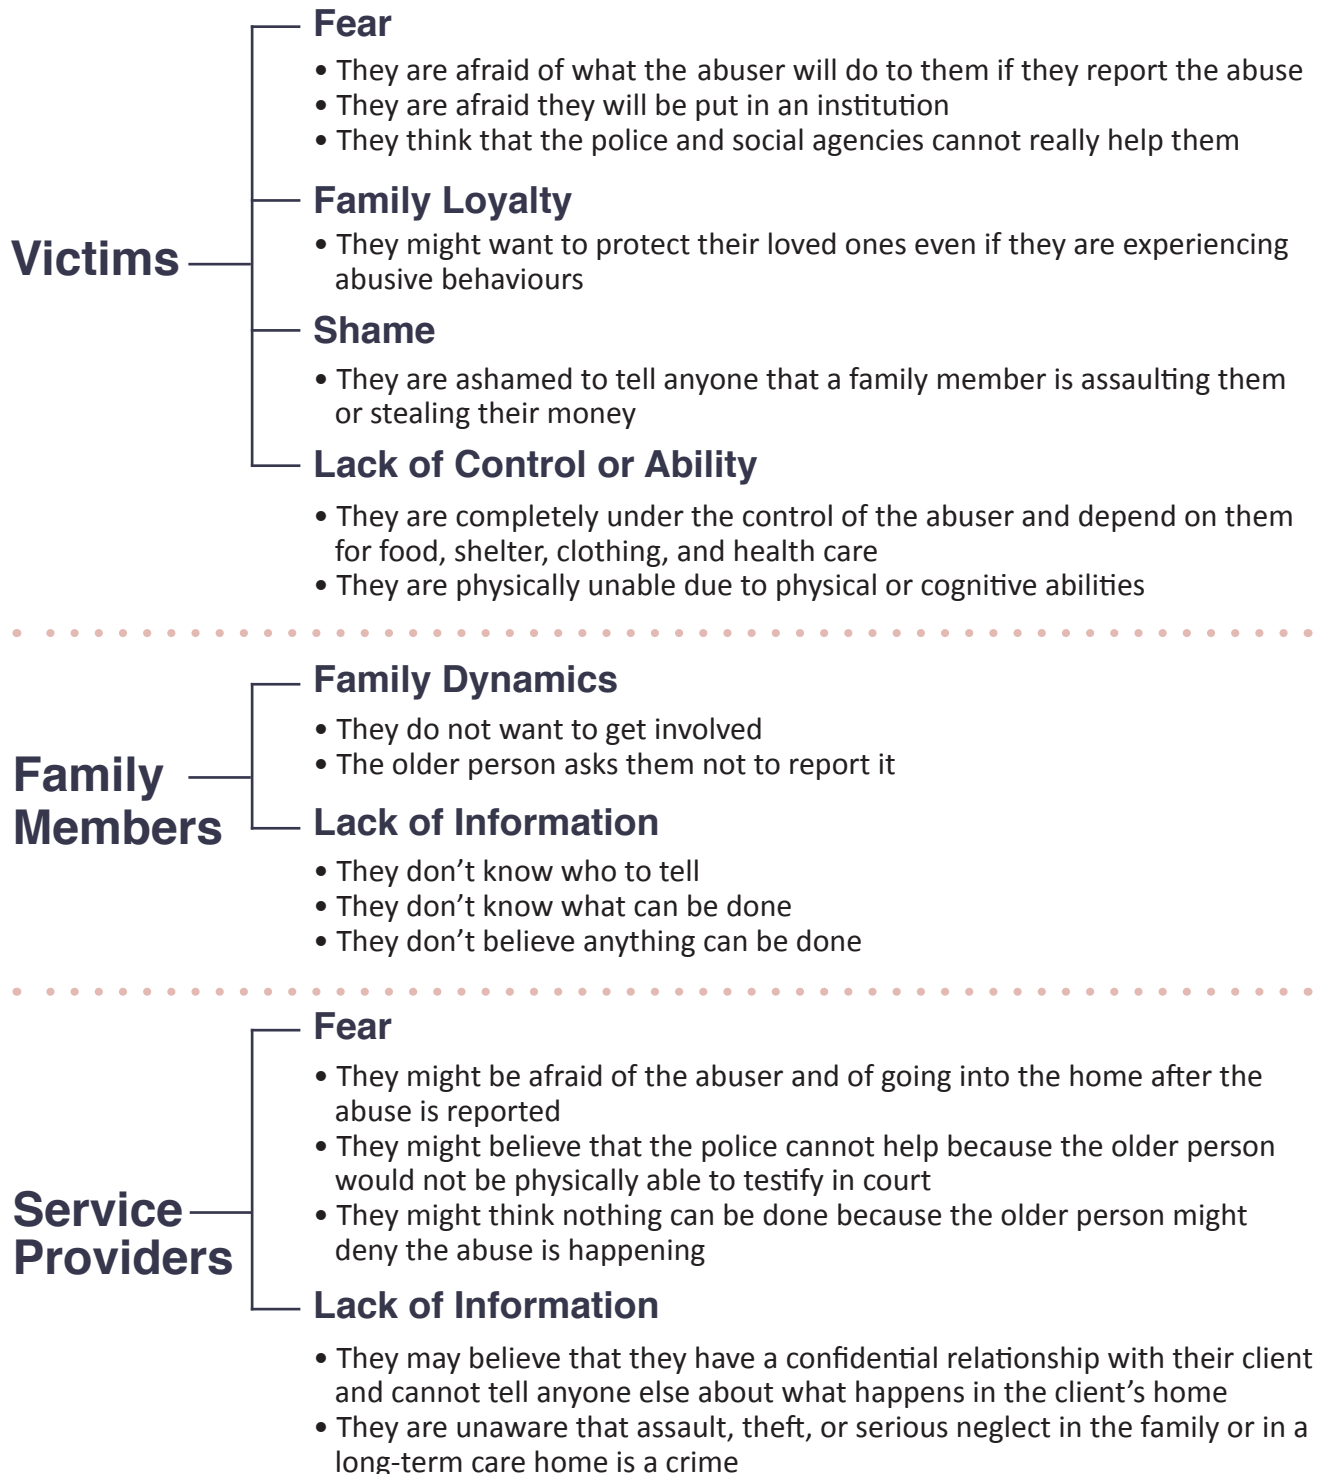 Victims
Fear
• They are afraid of what the abuser will do to them if they report the abuse
• They are afraid they will be put in an institution
• They think that the police and social agencies cannot really help them
Family Loyalty
• They might want to protect their loved ones even if they are experiencing
abusive behaviours
Shame
• They are ashamed to tell anyone that a family member is assaulting them
or stealing their money
Lack of Control or Ability
• They are completely under the control of the abuser and depend on them
for food, shelter, clothing, and health care
• They are physically unable due to physical or cognitive abilities
Family
Members
Family Dynamics
• They do not want to get involved
• The older person asks them not to report it
Lack of Information
• They don’t know who to tell
• They don’t know what can be done
• They don’t believe anything can be done
Service
Providers
Fear
• They might be afraid of the abuser and of going into the home after the
abuse is reported
• They might believe that the police cannot help because the older person
would not be physically able to testify in court
• They might think nothing can be done because the older person might
deny the abuse is happening
Lack of Information
• They may believe that they have a confidential relationship with their client
and cannot tell anyone else about what happens in the client’s home
• They are unaware that assault, theft, or serious neglect in the family or in a
long-term care home is a crime